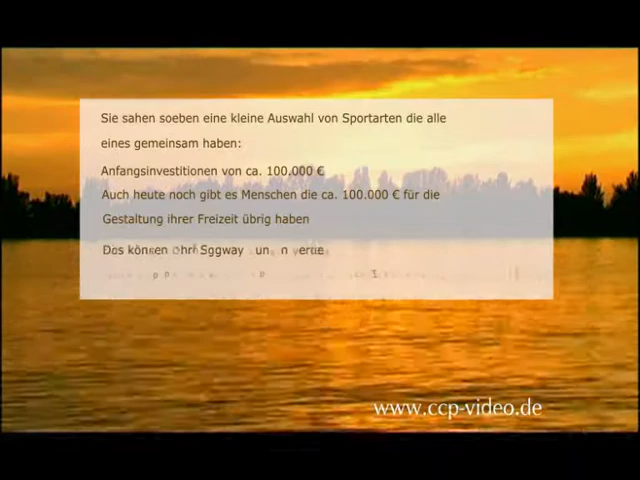 Sie sahen soeben eine kleine Auswahl von Sportarten die alle
eines gemeinsam haben:
Anfangsinvestitionen von ca. 100.000 €
Auch heute noch gibt es Menschen die ca. 100.000 € für die
Gestaltung ihrer Freizeit übrig haben
www.ccp-video.de